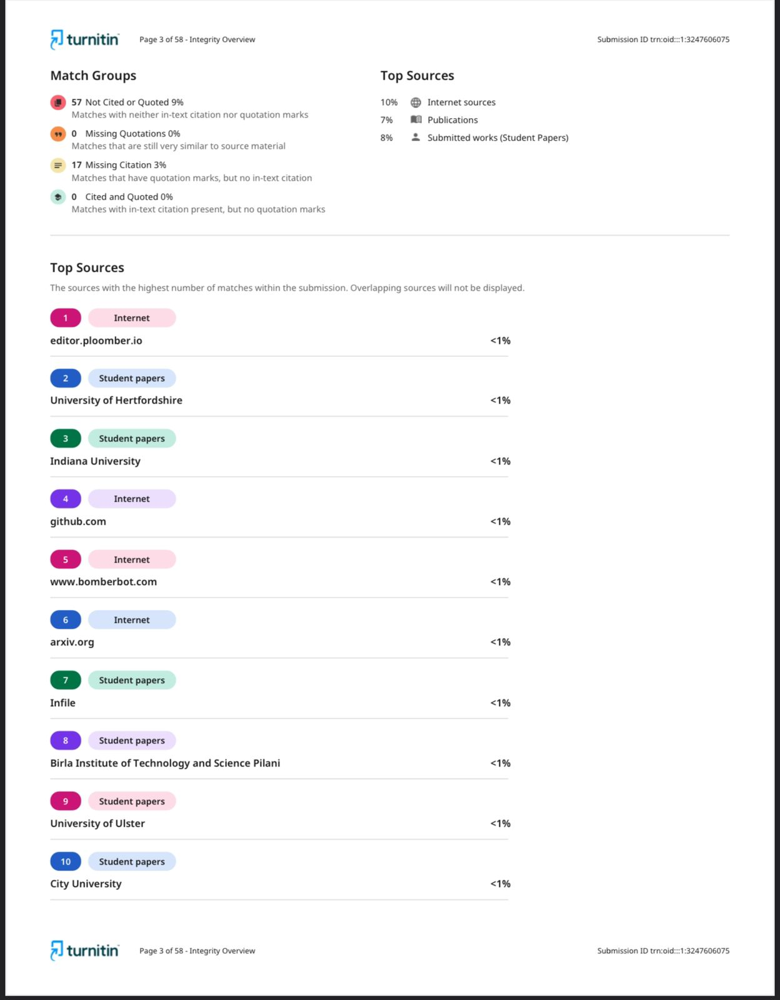 turnitin Page 3 of 58 - Integrity Overview Submission ID trn:oid:::1:3247606075
Match Groups
57 Not Cited or Quoted 9%
Matches with neither in-text citation nor quotation marks
0 Missing Quotations 0%
Matches that are still very similar to source material
17 Missing Citation 3%
Matches that have quotation marks, but no in-text citation
0 Cited and Quoted 0%
Matches with in-text citation present, but no quotation marks
Top Sources
10% Internet sources
7% Publications
8% Submitted works (Student Papers)
Top Sources
The sources with the highest number of matches within the submission. Overlapping sources will not be displayed.
1 Internet
editor.ploomber.io <1%
2 Student papers
University of Hertfordshire <1%
3 Student papers
Indiana University <1%
4 Internet
github.com <1%
5 Internet
www.bomberbot.com <1%
6 Internet
arxiv.org <1%
7 Student papers
Infile <1%
8 Student papers
Birla Institute of Technology and Science Pilani <1%
9 Student papers
University of Ulster <1%
10 Student papers
City University <1%
turnitin Page 3 of 58 - Integrity Overview Submission ID trn:oid:::1:3247606075